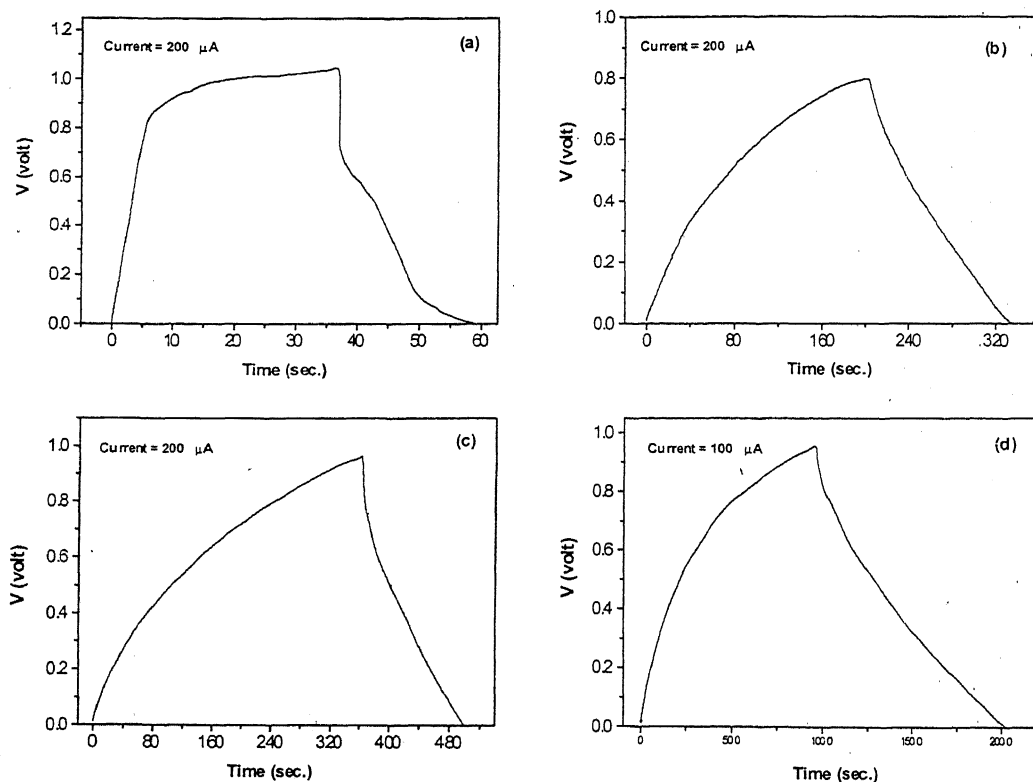 Current = 200 µA
(a)
1.2
1.0
0.8
0.6
0.4
0.2
0.0
V (volt)
0 10 20 30 40 50 60
Time (sec.)
Current = 200 µA
(b)
1.0
0.8
0.6
0.4
0.2
0.0
V (volt)
0 80 160 240 320
Time (sec.)
Current = 200 µA
(c)
1.0
0.8
0.6
0.4
0.2
0.0
V (volt)
0 80 160 240 320 400 480
Time (sec.)
Current = 100 µA
(d)
1.0
0.8
0.6
0.4
0.2
0.0
V (volt)
0 500 1000 1500 2000
Time (sec.)